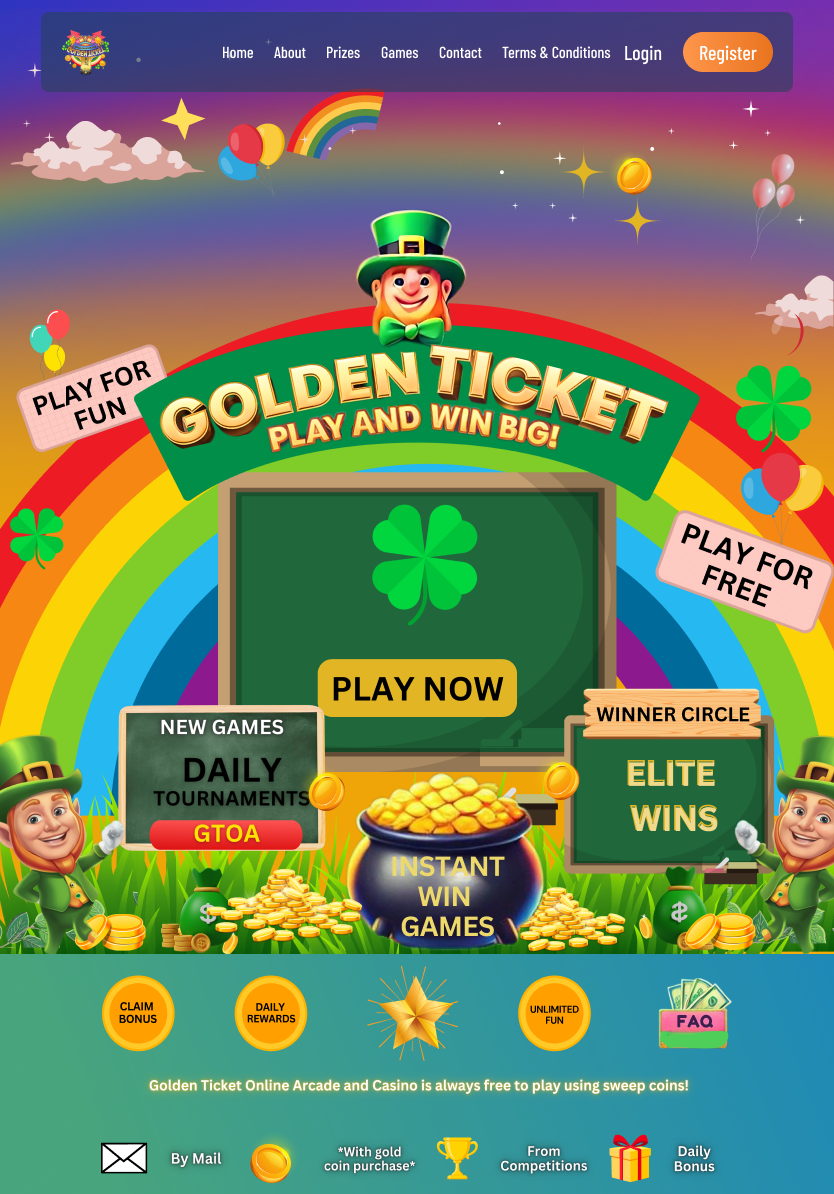 Home About Prizes Games Contact Terms & Conditions Login Register
GOLDEN TICKET
PLAY AND WIN BIG!
PLAY FOR
FUN
PLAY FOR
FREE
PLAY NOW
NEW GAMES
DAILY
TOURNAMENTS
GTOA
WINNER CIRCLE
ELITE
WINS
INSTANT
WIN
GAMES
CLAIM
BONUS
DAILY
REWARDS
UNLIMITED
FUN
FAQ
Golden Ticket Online Arcade and Casino is always free to play using sweep coins!
By Mail
*With gold
coin purchase*
From
Competitions
Daily
Bonus